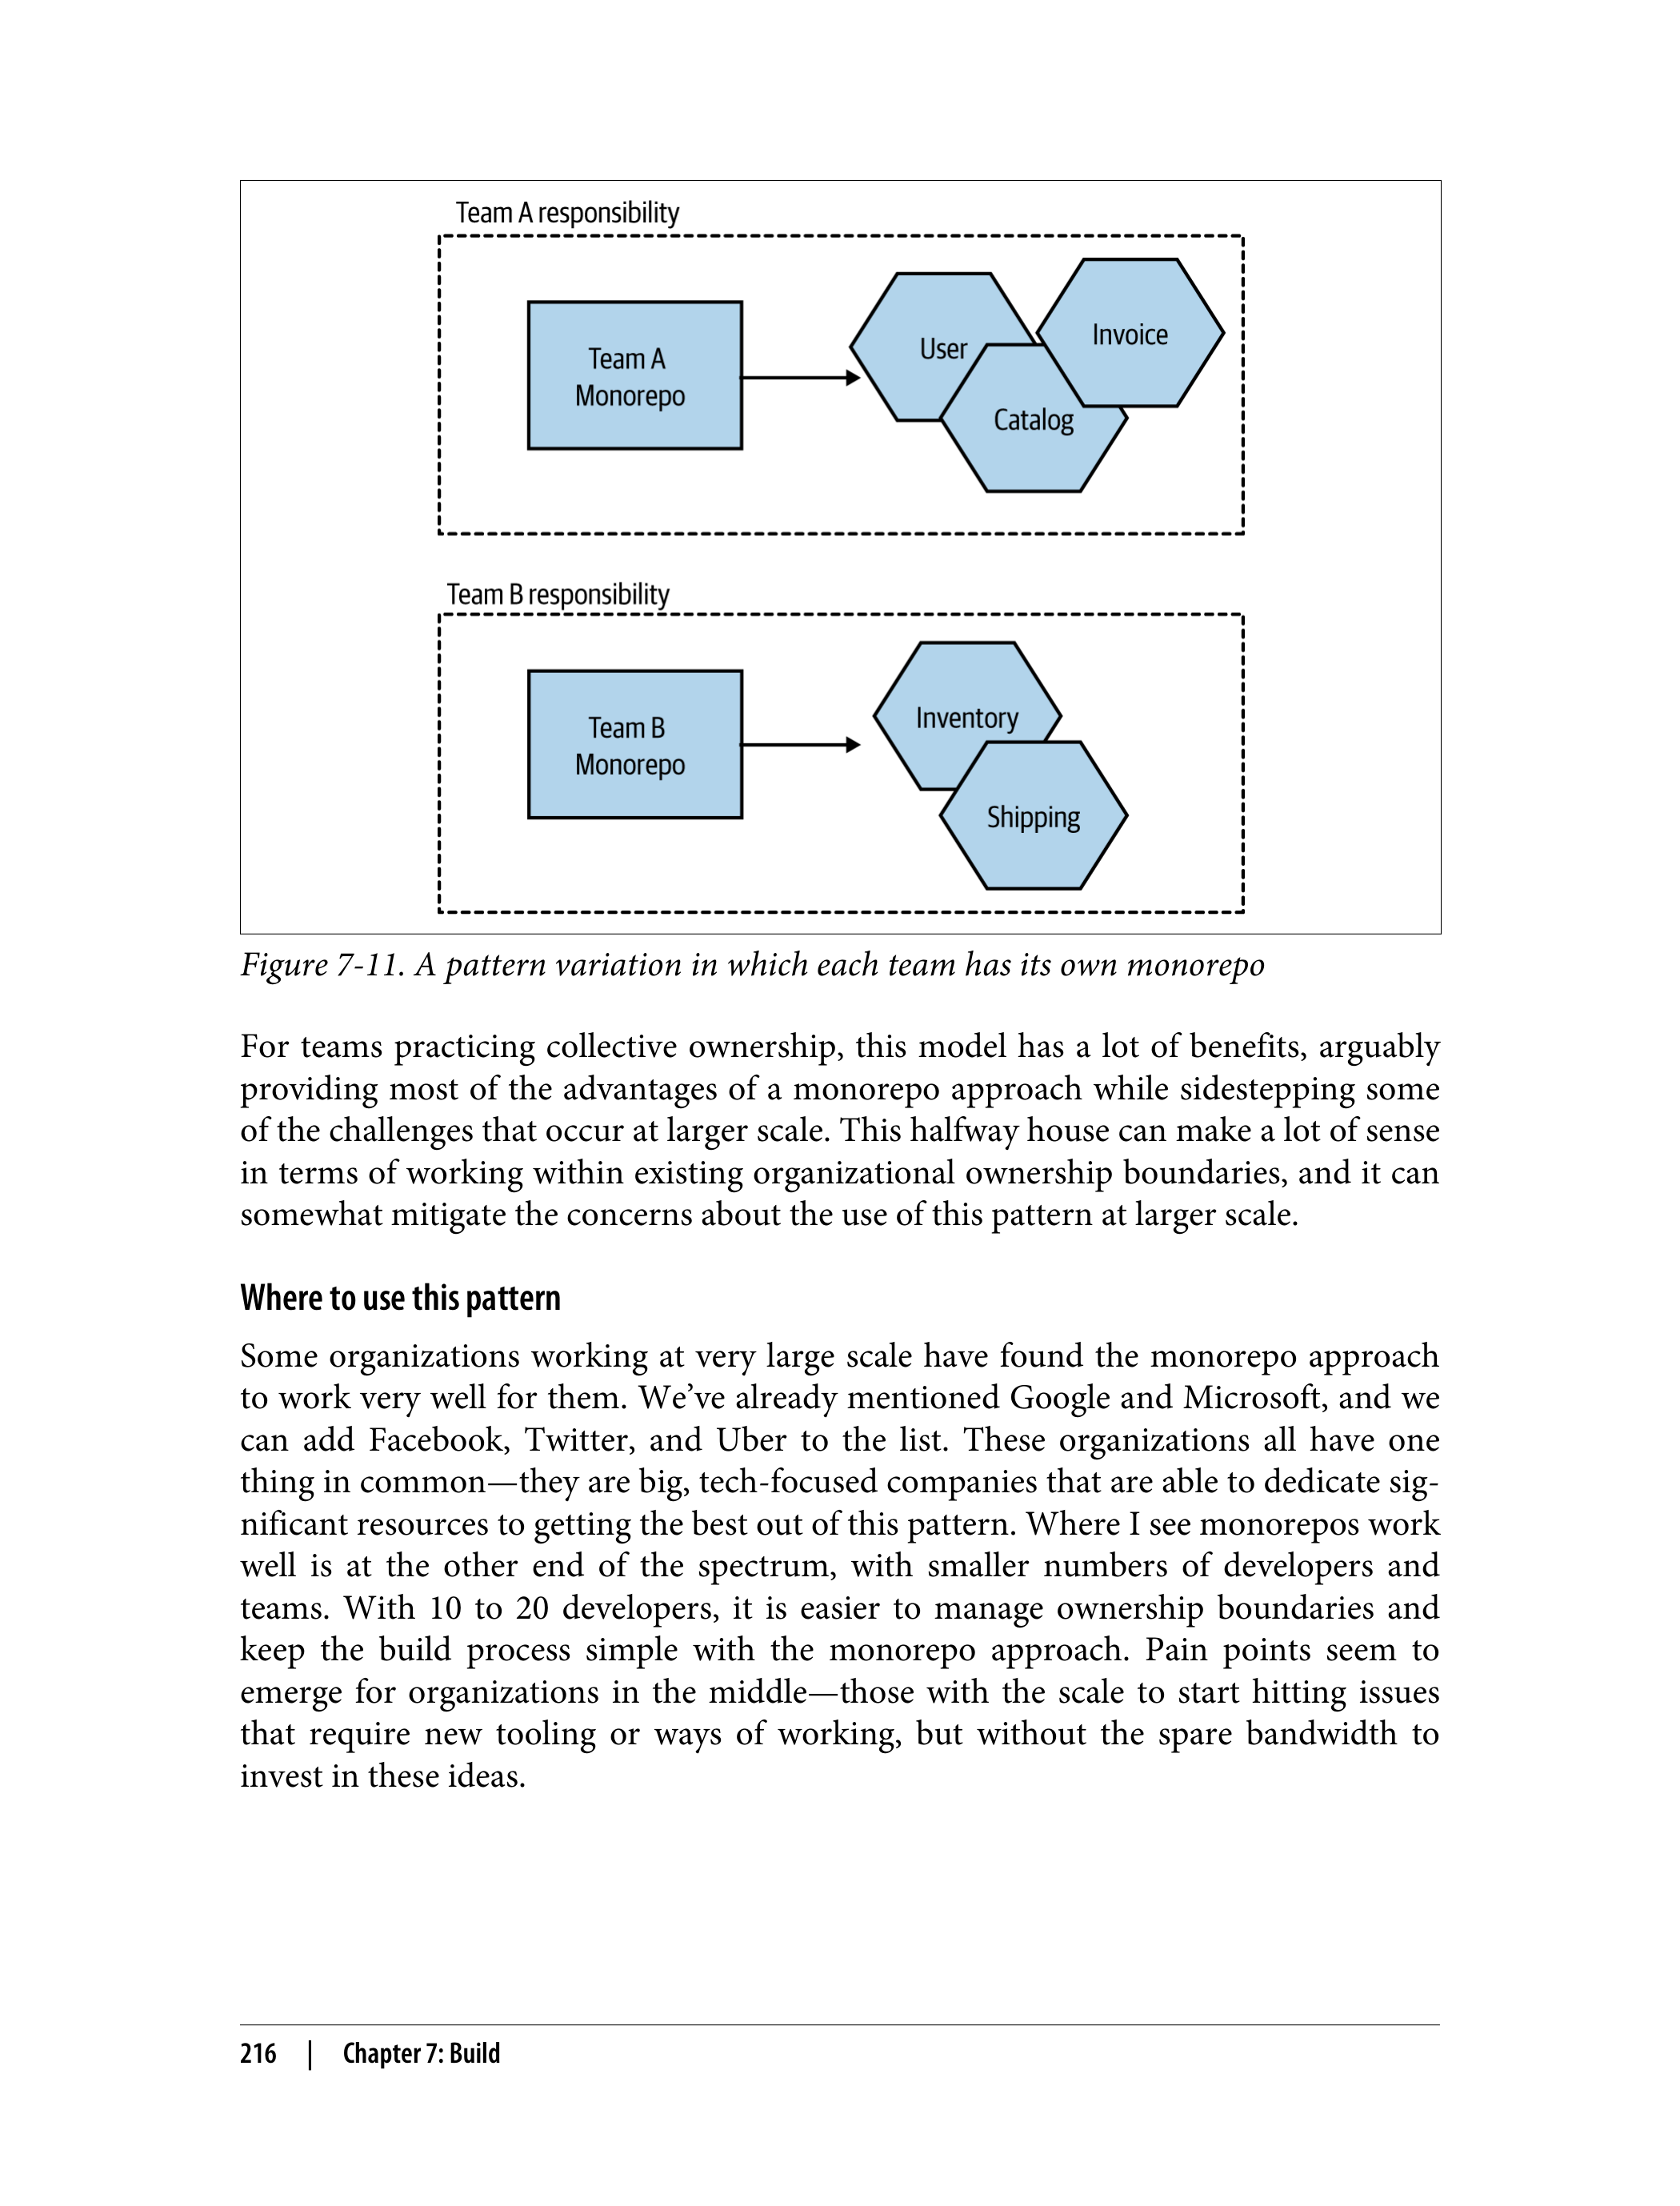 Team A responsibility
Team A
Monorepo
User
Catalog
Invoice
Team B responsibility
Team B
Monorepo
Inventory
Shipping
Figure 7-11. A pattern variation in which each team has its own monorepo
For teams practicing collective ownership, this model has a lot of benefits, arguably
providing most of the advantages of a monorepo approach while sidestepping some
of the challenges that occur at larger scale. This halfway house can make a lot of sense
in terms of working within existing organizational ownership boundaries, and it can
somewhat mitigate the concerns about the use of this pattern at larger scale.
Where to use this pattern
Some organizations working at very large scale have found the monorepo approach
to work very well for them. We’ve already mentioned Google and Microsoft, and we
can add Facebook, Twitter, and Uber to the list. These organizations all have one
thing in common—they are big, tech-focused companies that are able to dedicate sig-
nificant resources to getting the best out of this pattern. Where I see monorepos work
well is at the other end of the spectrum, with smaller numbers of developers and
teams. With 10 to 20 developers, it is easier to manage ownership boundaries and
keep the build process simple with the monorepo approach. Pain points seem to
emerge for organizations in the middle—those with the scale to start hitting issues
that require new tooling or ways of working, but without the spare bandwidth to
invest in these ideas.
216 | Chapter 7: Build